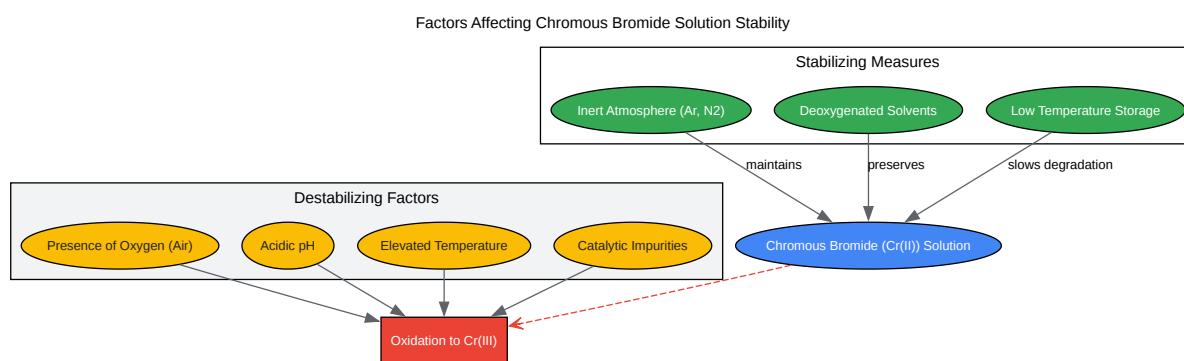 Factors Affecting Chromous Bromide Solution Stability
Stabilizing Measures
Inert Atmosphere (Ar, N2)
Deoxygenated Solvents
Low Temperature Storage
maintains
preserves
slows degradation
Destabilizing Factors
Presence of Oxygen (Air)
Acidic pH
Elevated Temperature
Catalytic Impurities
Chromous Bromide (Cr(II)) Solution
Oxidation to Cr(III)